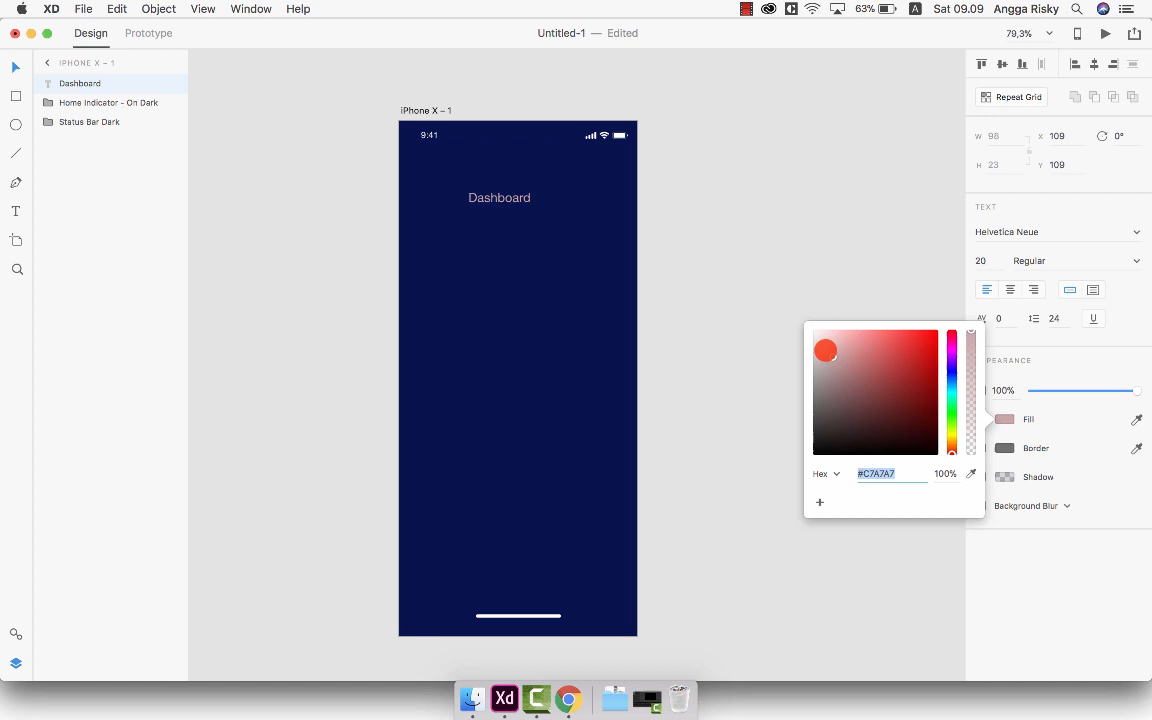 XD File Edit Object View Window Help
63% A Sat 09.09 Angga Risky
Design Prototype
Untitled-1 — Edited
79,3%
IPHONE X – 1
Dashboard
Home Indicator - On Dark
Status Bar Dark
iPhone X – 1
9:41
Dashboard
Repeat Grid
W 98 X 109 0°
H 23 Y 109
TEXT
Helvetica Neue
20 Regular
AV 0 24 U
PEARANCE
100%
Fill
Border
Shadow
Background Blur
Hex #C7A7A7 100%
+
T
Xd
C